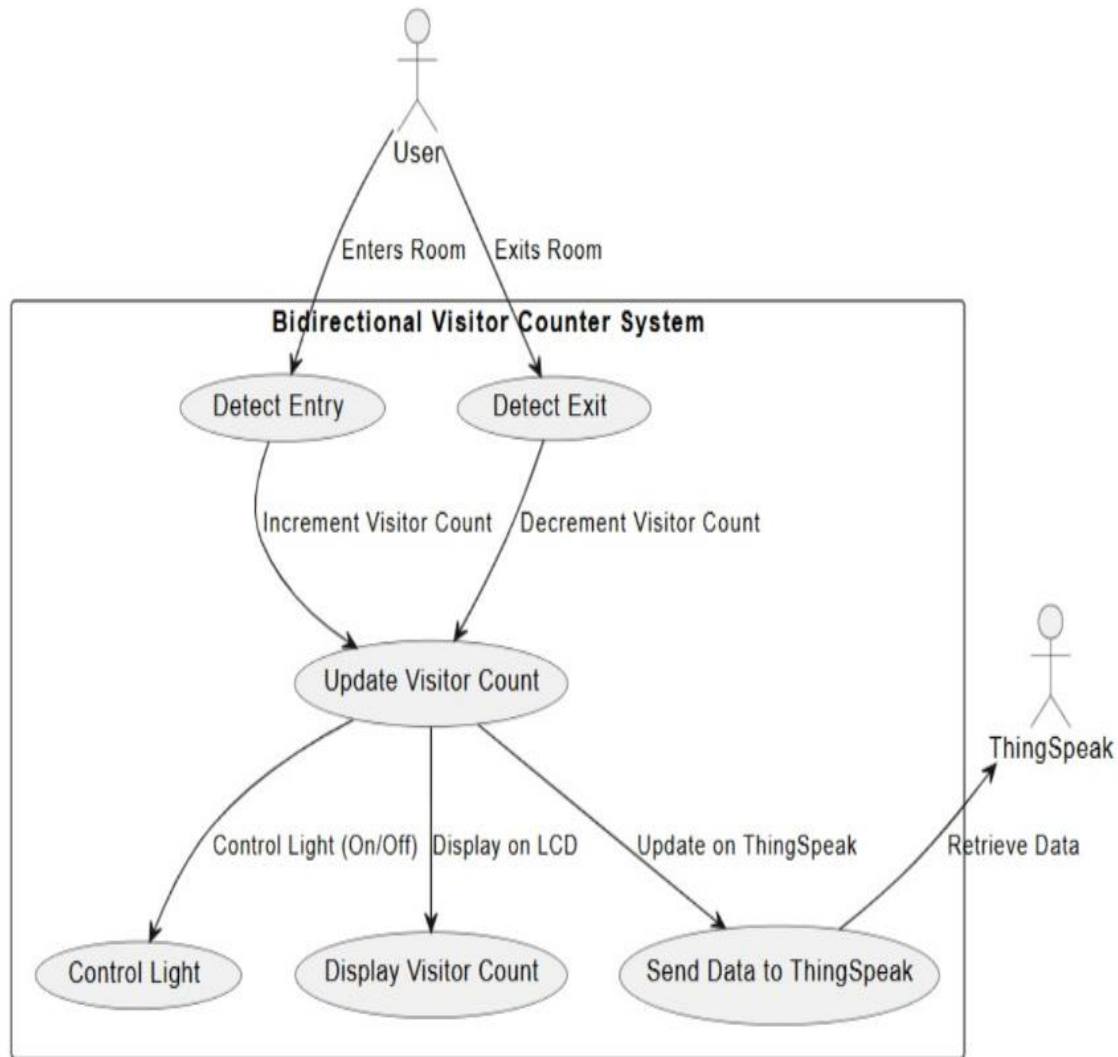 User
Enters Room
Exits Room
Bidirectional Visitor Counter System
Detect Entry
Detect Exit
Increment Visitor Count
Decrement Visitor Count
Update Visitor Count
ThingSpeak
Control Light (On/Off)
Display on LCD
Update on ThingSpeak
Retrieve Data
Control Light
Display Visitor Count
Send Data to ThingSpeak